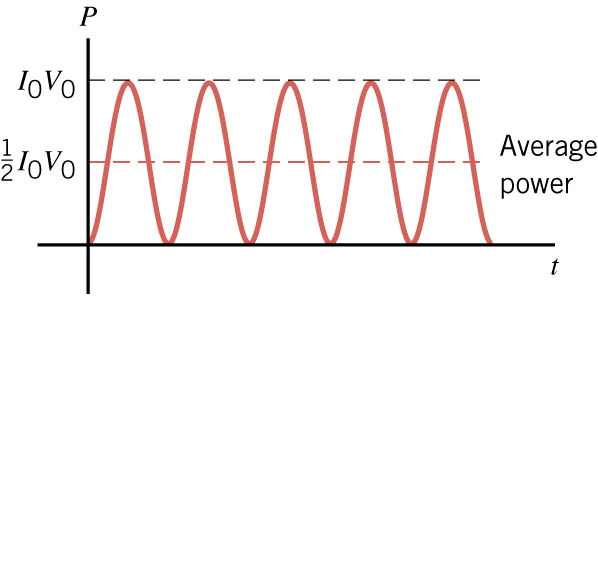 P
I₀V₀
½I₀V₀
Average
power
t